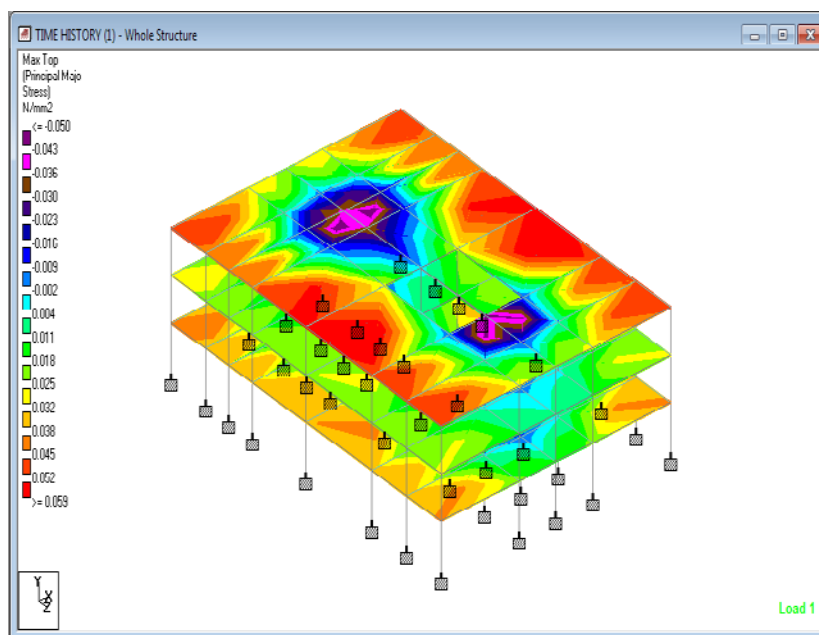 TIME HISTORY (1) - Whole Structure
Max Top
(Principal Majo
Stress)
N/mm2
<= -0.050
-0.043
-0.036
-0.030
-0.023
-0.016
-0.009
-0.002
0.004
0.011
0.018
0.025
0.032
0.038
0.045
0.052
>= 0.059
Y
X
Z
Load 1